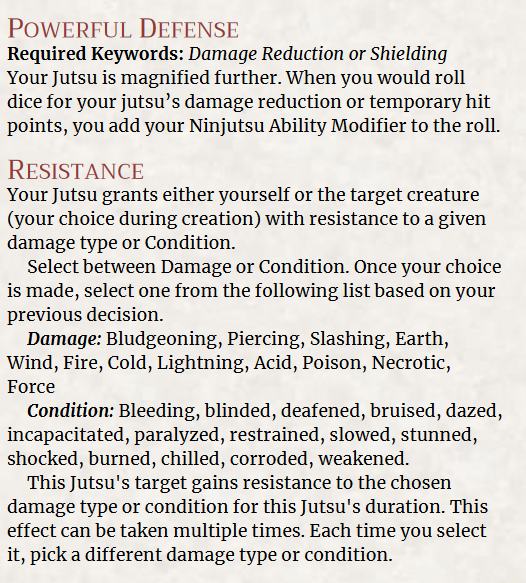 POWERFUL DEFENSE
Required Keywords: Damage Reduction or Shielding
Your Jutsu is magnified further. When you would roll
dice for your jutsu’s damage reduction or temporary hit
points, you add your Ninjutsu Ability Modifier to the roll.
RESISTANCE
Your Jutsu grants either yourself or the target creature
(your choice during creation) with resistance to a given
damage type or Condition.
Select between Damage or Condition. Once your choice
is made, select one from the following list based on your
previous decision.
Damage: Bludgeoning, Piercing, Slashing, Earth,
Wind, Fire, Cold, Lightning, Acid, Poison, Necrotic,
Force
Condition: Bleeding, blinded, deafened, bruised, dazed,
incapacitated, paralyzed, restrained, slowed, stunned,
shocked, burned, chilled, corroded, weakened.
This Jutsu's target gains resistance to the chosen
damage type or condition for this Jutsu's duration. This
effect can be taken multiple times. Each time you select
it, pick a different damage type or condition.